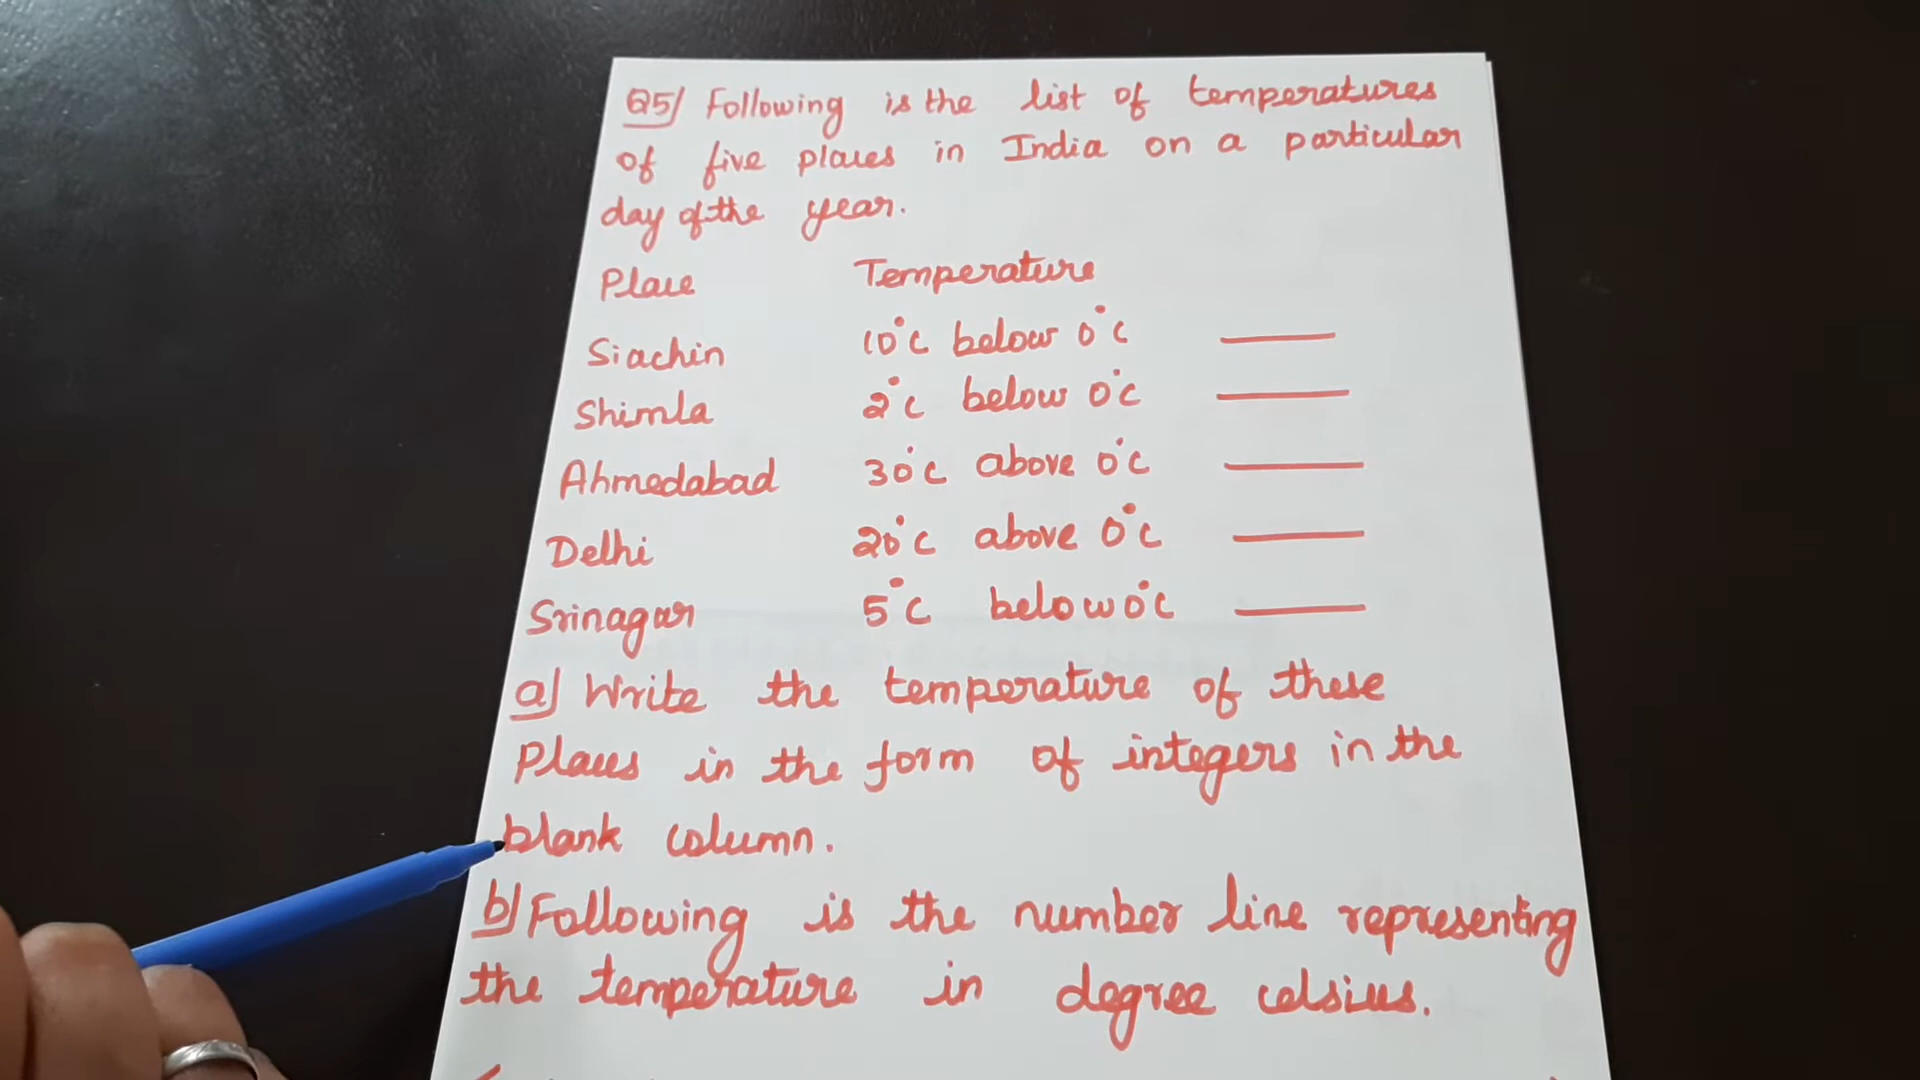 Q5/ Following is the list of temperatures
of five places in India on a particular
day of the year.
Place Temperature
Siachin 10°C below 0°C
Shimla 2°C below 0°C
Ahmedabad 30°C above 0°C
Delhi 20°C above 0°C
Srinagar 5°C below 0°C
a) Write the temperature of these
Places in the form of integers in the
blank column.
b) Following is the number line representing
the temperature in degree celsius.